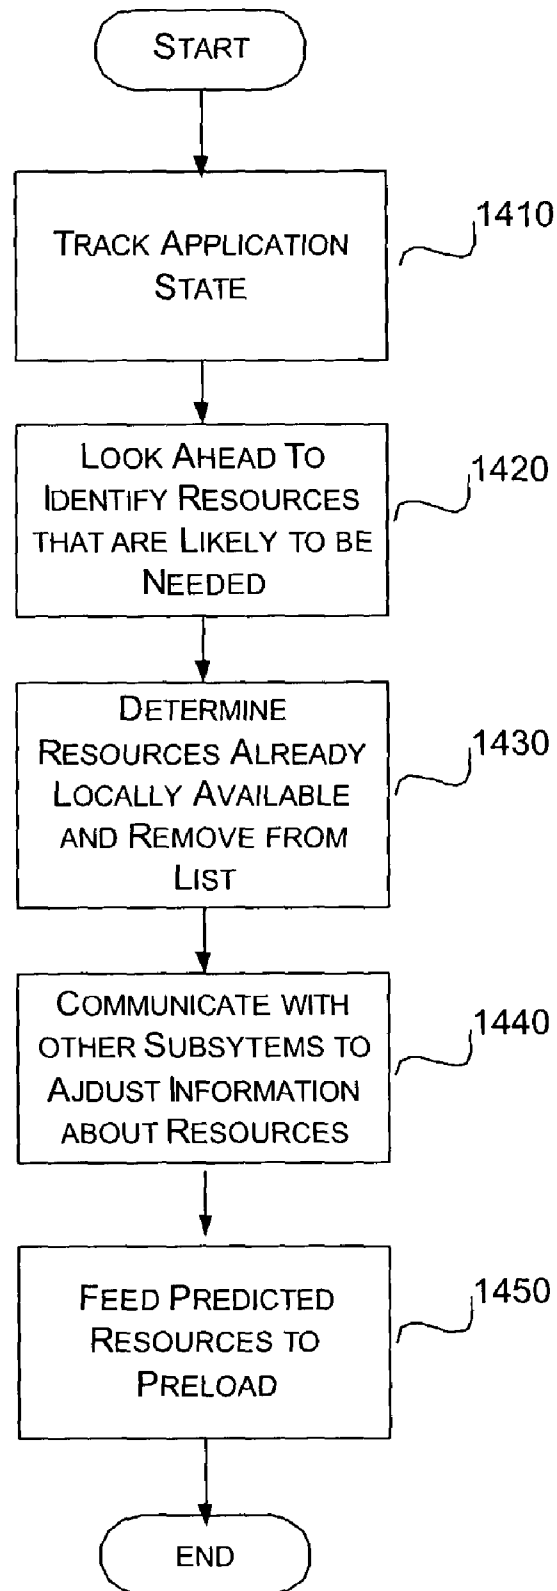 START
TRACK APPLICATION
STATE
1410
LOOK AHEAD TO
IDENTIFY RESOURCES
THAT ARE LIKELY TO BE
NEEDED
1420
DETERMINE
RESOURCES ALREADY
LOCALLY AVAILABLE
AND REMOVE FROM
LIST
1430
COMMUNICATE WITH
OTHER SUBSYTEMS TO
AJDUST INFORMATION
ABOUT RESOURCES
1440
FEED PREDICTED
RESOURCES TO
PRELOAD
1450
END